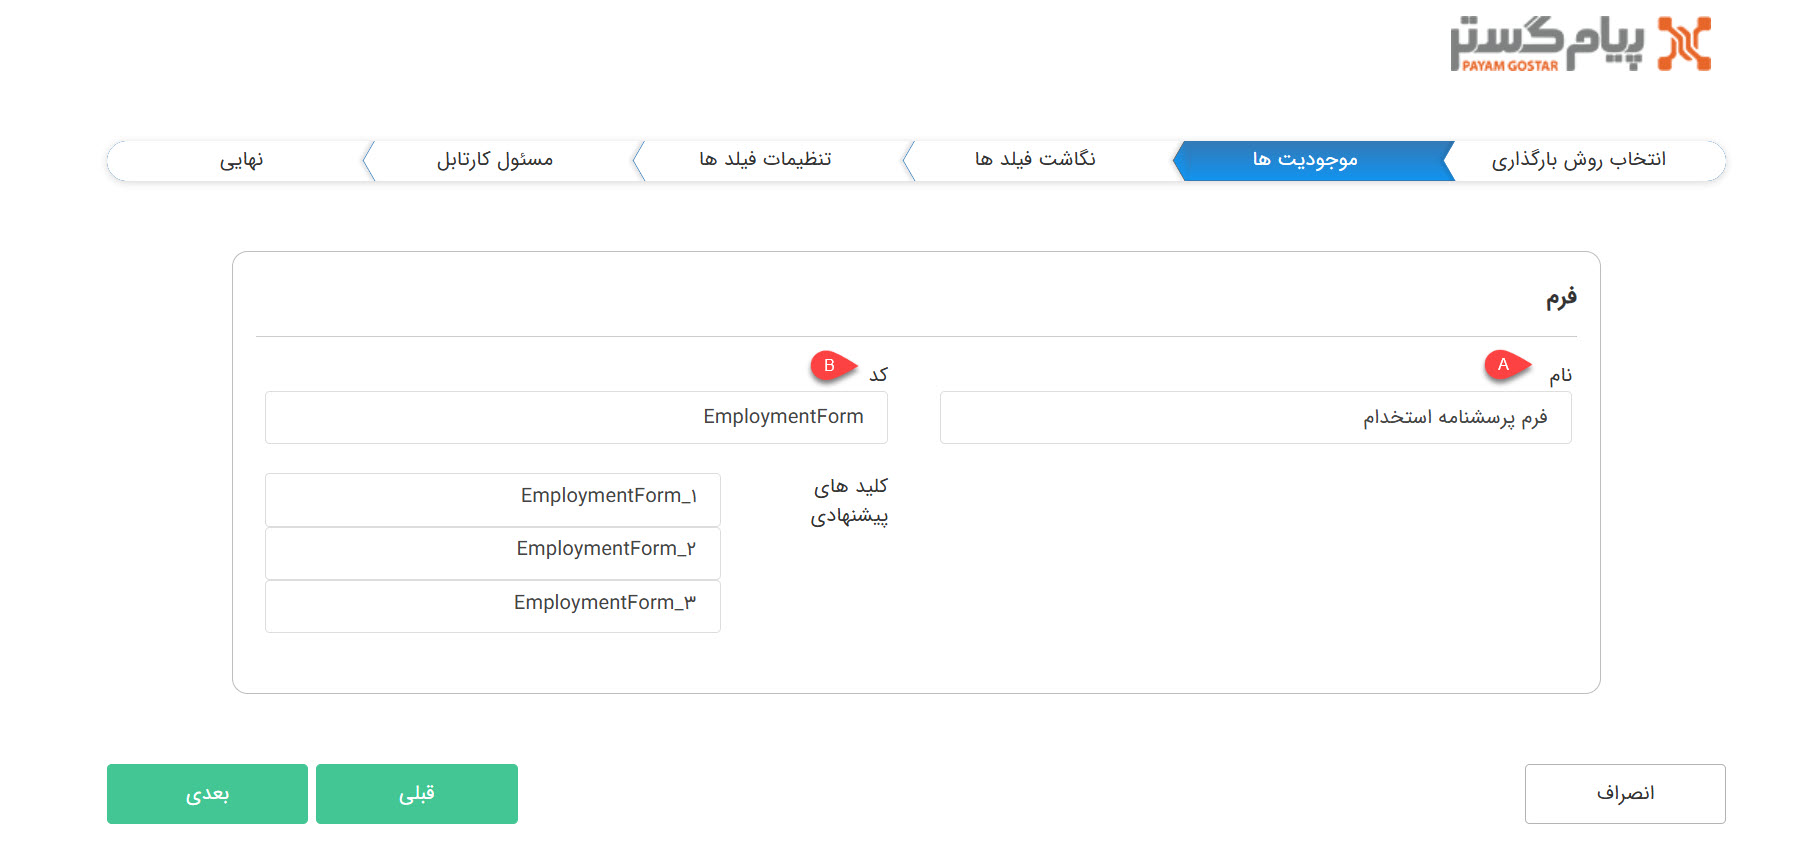 پیام گستر
PAYAM GOSTAR
انتخاب روش بارگذاری
موجودیت ها
نگاشت فیلد ها
تنظیمات فیلد ها
مسئول کارتابل
نهایی
فرم
نام
A
کد
B
فرم پرسشنامه استخدام
EmploymentForm
کلید های
پیشنهادی
EmploymentForm_۱
EmploymentForm_۲
EmploymentForm_۳
انصراف
قبلی
بعدی